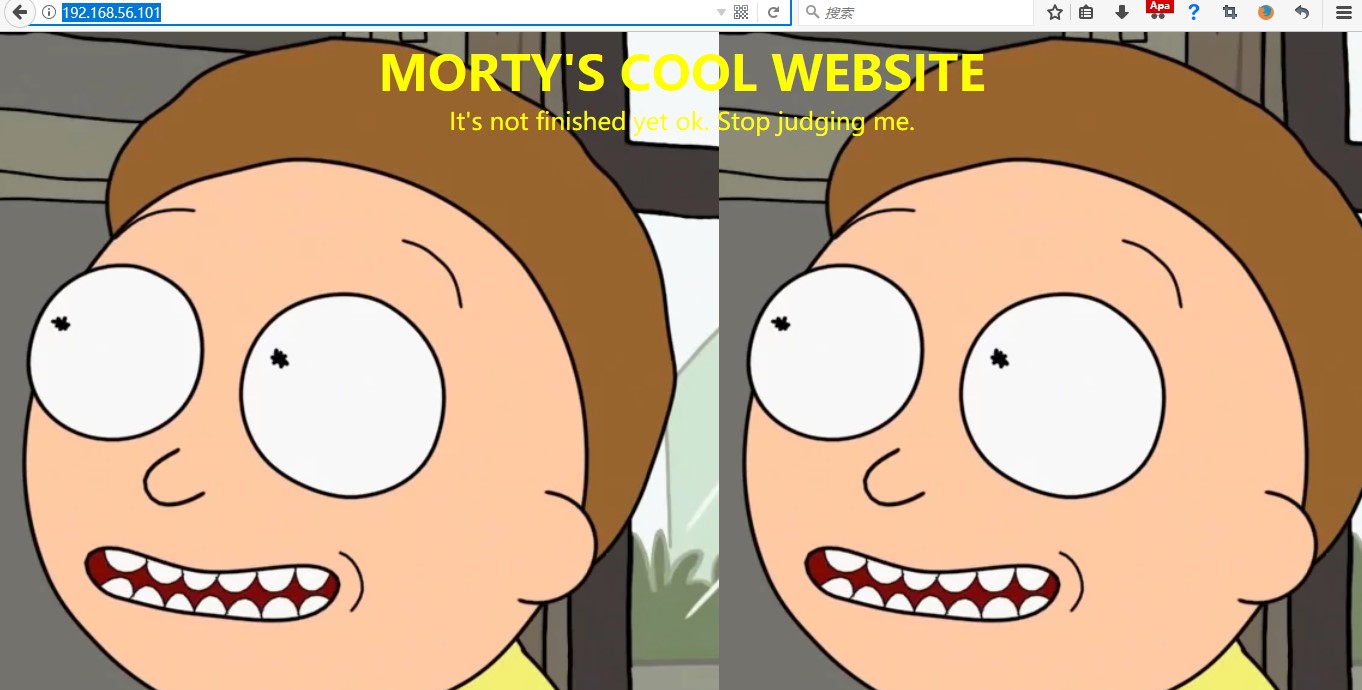 192.168.56.101
搜索
Apa
MORTY'S COOL WEBSITE
It's not finished yet ok. Stop judging me.